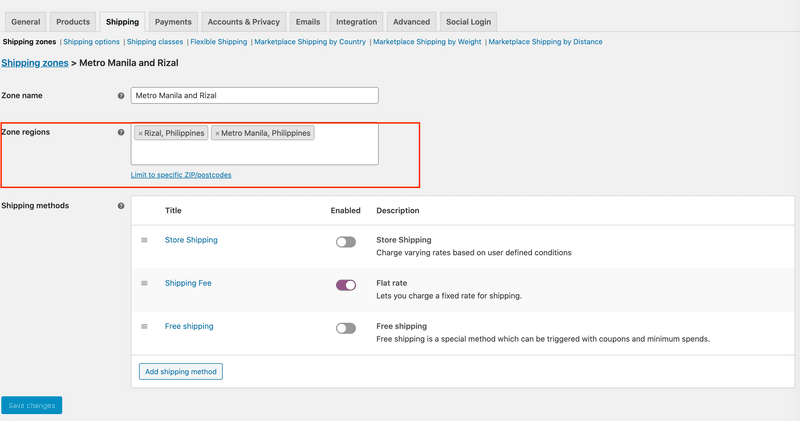 General Products Shipping Payments Accounts & Privacy Emails Integration Advanced Social Login
Shipping zones | Shipping options | Shipping classes | Flexible Shipping | Marketplace Shipping by Country | Marketplace Shipping by Weight | Marketplace Shipping by Distance
Shipping zones > Metro Manila and Rizal
Zone name ? Metro Manila and Rizal
Zone regions ? × Rizal, Philippines × Metro Manila, Philippines
Limit to specific ZIP/postcodes
Shipping methods ? Title Enabled Description
Store Shipping Store Shipping
Charge varying rates based on user defined conditions
Shipping Fee Flat rate
Lets you charge a fixed rate for shipping.
Free shipping Free shipping
Free shipping is a special method which can be triggered with coupons and minimum spends.
Add shipping method
Save changes